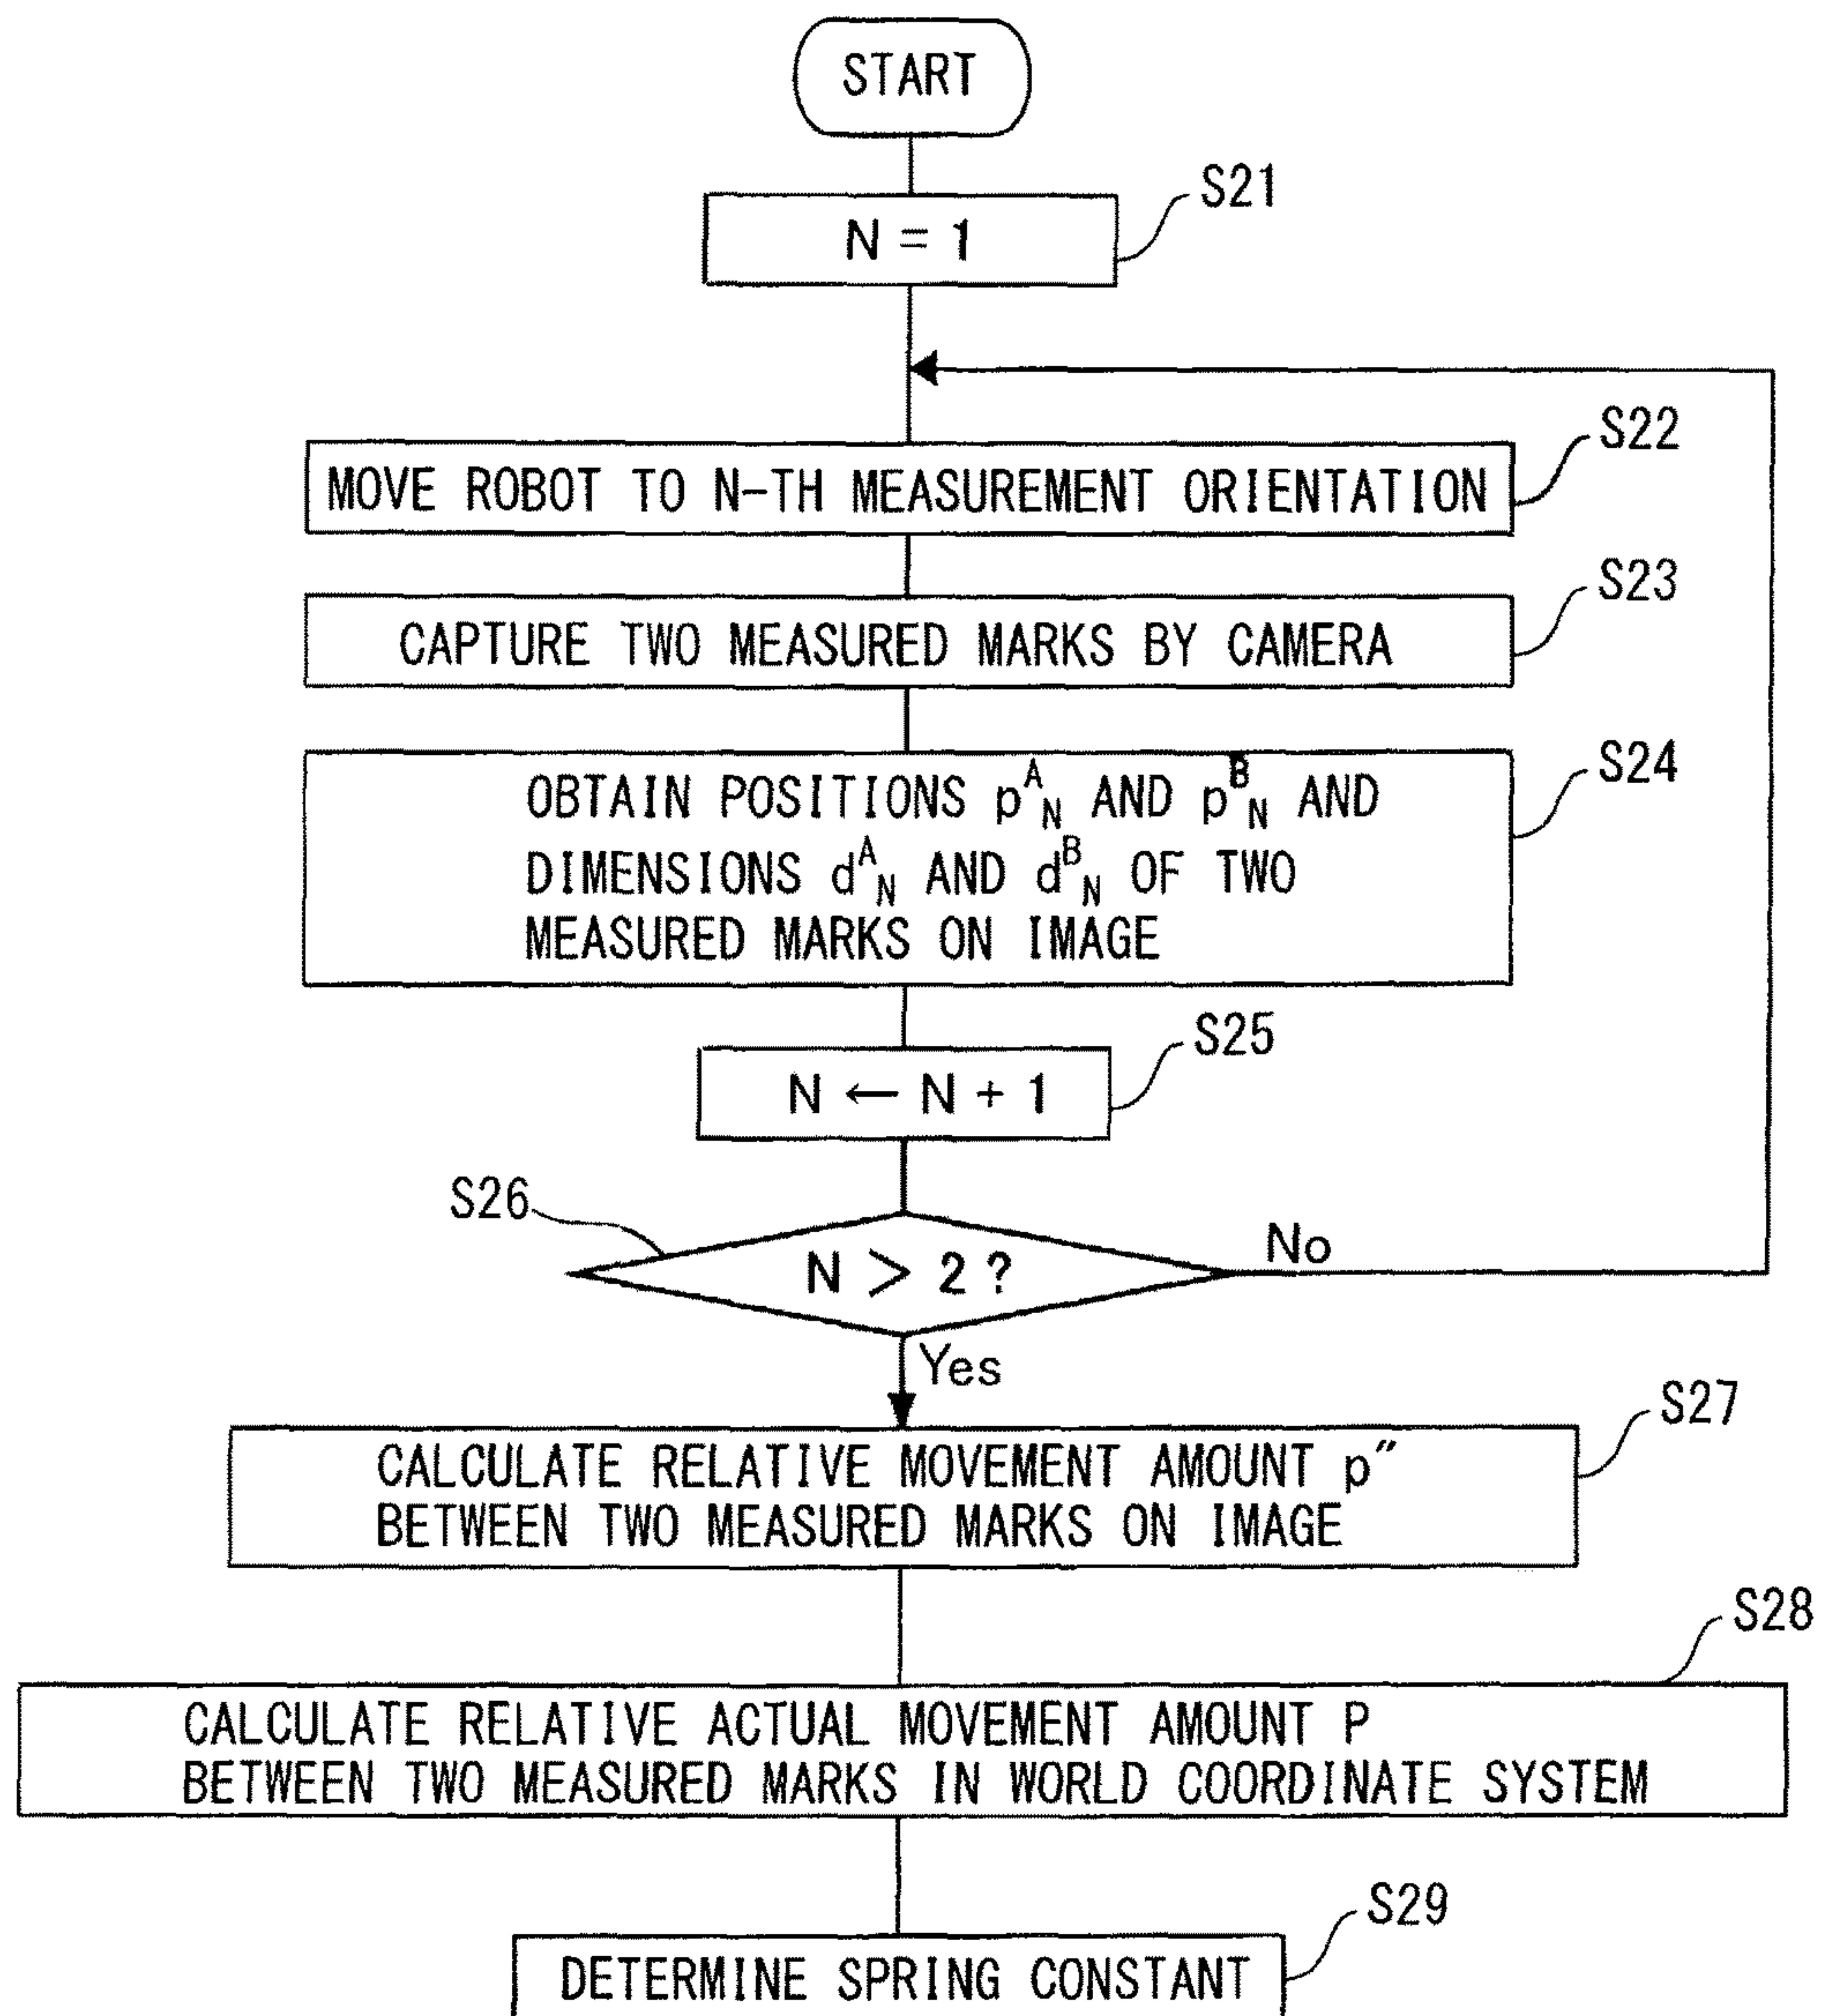 START
S21
N = 1
S22
MOVE ROBOT TO N-TH MEASUREMENT ORIENTATION
S23
CAPTURE TWO MEASURED MARKS BY CAMERA
S24
OBTAIN POSITIONS p^A_N AND p^B_N AND
DIMENSIONS d^A_N AND d^B_N OF TWO
MEASURED MARKS ON IMAGE
S25
N ← N + 1
S26
N > 2 ?
No
Yes
S27
CALCULATE RELATIVE MOVEMENT AMOUNT p″
BETWEEN TWO MEASURED MARKS ON IMAGE
S28
CALCULATE RELATIVE ACTUAL MOVEMENT AMOUNT P
BETWEEN TWO MEASURED MARKS IN WORLD COORDINATE SYSTEM
S29
DETERMINE SPRING CONSTANT